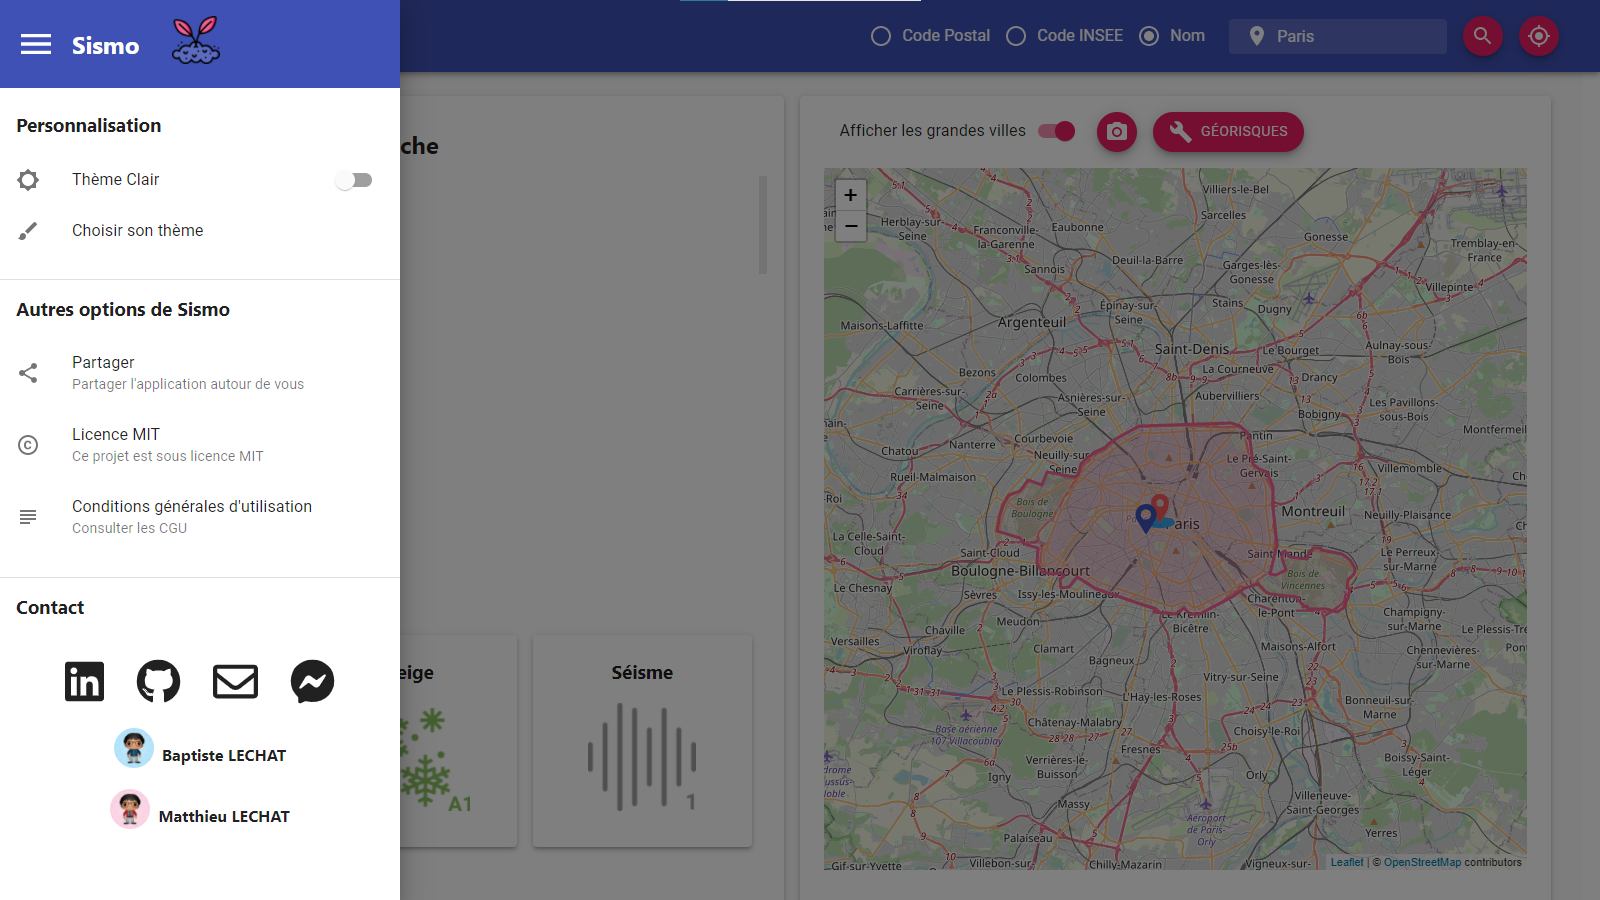 Sismo
Code Postal
Code INSEE
Nom
Paris
Personnalisation
Thème Clair
Choisir son thème
Autres options de Sismo
Partager
Partager l'application autour de vous
Licence MIT
Ce projet est sous licence MIT
Conditions générales d'utilisation
Consulter les CGU
Contact
Baptiste LECHAT
Matthieu LECHAT
che
eige
A1
Séisme
1
Afficher les grandes villes
GÉORISQUES
+
−
Villiers-le-Bel
Sarcelles
Herblay-sur-
Seine
Franconville-
la-Garenne
Eaubonne
Gonesse
Tremblay-en-
France
Sannois
Deuil-la-Barre
Garges-lès-
Gonesse
Villepinte
Stains
Dugny
Épinay-sur-
Seine
Maisons-Laffitte
Argenteuil
Saint-Denis
Le Bourget
Aulnay-sous-
Bois
Bezons
Colombes
La Courneuve
Drancy
Carrières-sur-
Seine
Asnières-sur-
Seine
Aubervilliers
Bobigny
Les Pavillons-
sous-Bois
Montfermeil
Chatou
Nanterre
Courbevoie
Neuilly-sur-
Seine
Pantin
Le Pré-Saint-
Gervais
Villemomble
Rueil-Malmaison
Bois de
Boulogne
Paris
Montreuil
Neuilly-Plaisance
La Celle-Saint-
Cloud
Saint-Cloud
Saint Mandé
Le Perreux-
sur-Marne
Boulogne-Billancourt
Bois de
Vincennes
Le Chesnay
Sèvres
Issy-les-Moulineaux
Charenton-
le-Pont
Champigny-
sur-Marne
Meudon
Le Kremlin-
Bicêtre
Versailles
Chaville
Viroflay
Clamart
Maisons-Alfort
Chennevières-
sur-Marne
Bagneux
Vitry-sur-Seine
Le Plessis-Robinson
L'Haÿ-les-Roses
Bonneuil-sur-
Marne
Châtenay-Malabry
Choisy-le-Roi
Base aérienne
107 Villacoublay
Fresnes
Verrières-le-
Buisson
Boissy-Saint-
Léger
Igny
Orly
Massy
Villeneuve-
Saint-Georges
Aéroport
de Paris-
Orly
Palaiseau
Yerres
Gif-sur-Yvette
Villebon-sur-
Chilly-Mazarin
Vigneux-sur-
Leaflet | © OpenStreetMap contributors